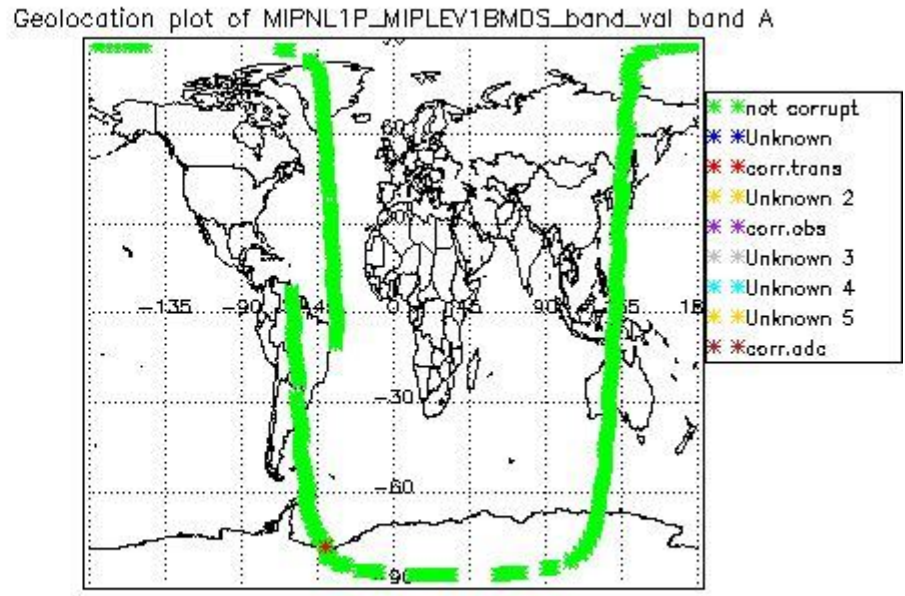 Geolocation plot of MIPNL1P_MIPLEV1BMDS_band_val band A
not corrupt
Unknown
corr.trans
Unknown 2
corr.obs
Unknown 3
Unknown 4
Unknown 5
corr.adc
60
-135
-90
0
90
-30
-60
-90